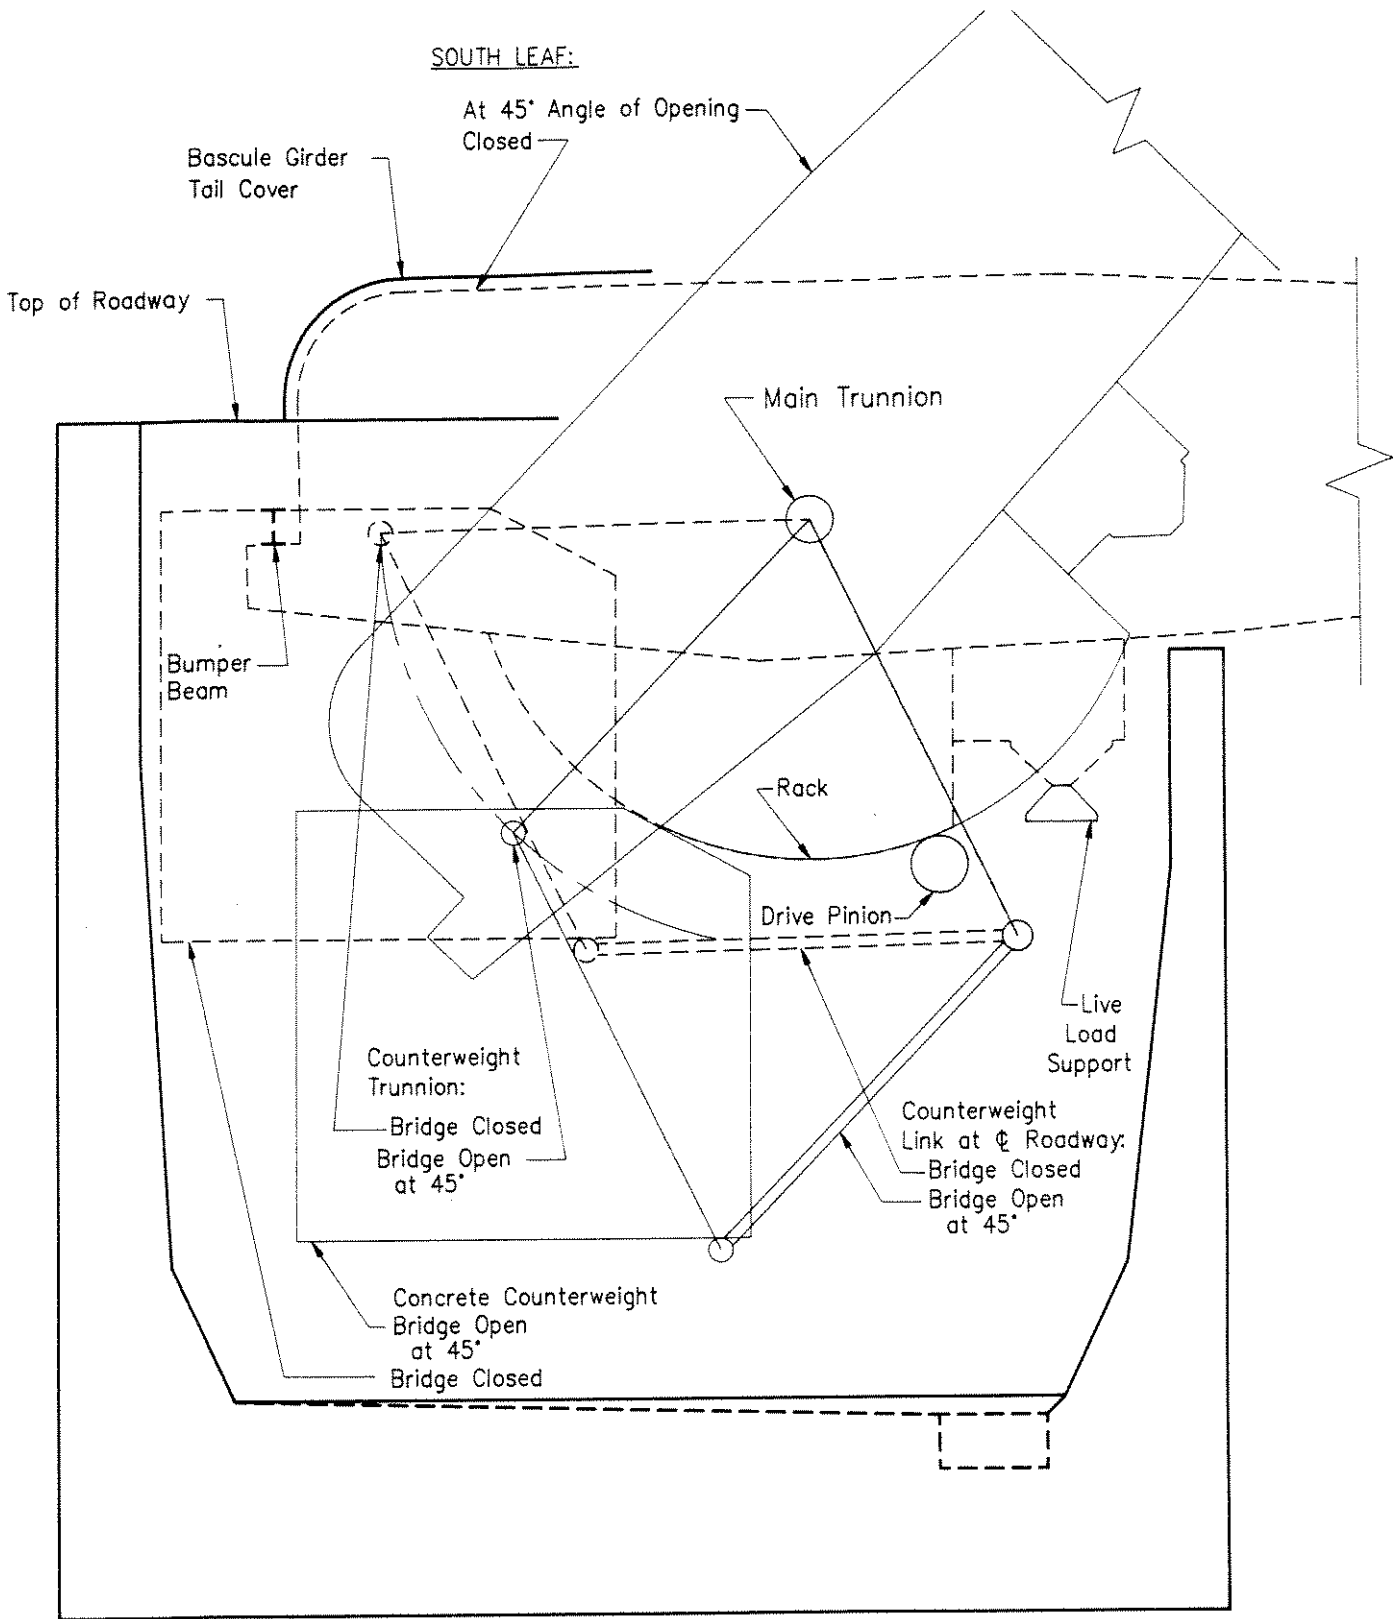 SOUTH LEAF:
At 45° Angle of Opening
Closed
Bascule Girder
Tail Cover
Top of Roadway
Main Trunnion
Bumper
Beam
Rack
Drive Pinion
Live
Load
Support
Counterweight
Trunnion:
Bridge Closed
Bridge Open
at 45°
Counterweight
Link at ℄ Roadway:
Bridge Closed
Bridge Open
at 45°
Concrete Counterweight
Bridge Open
at 45°
Bridge Closed